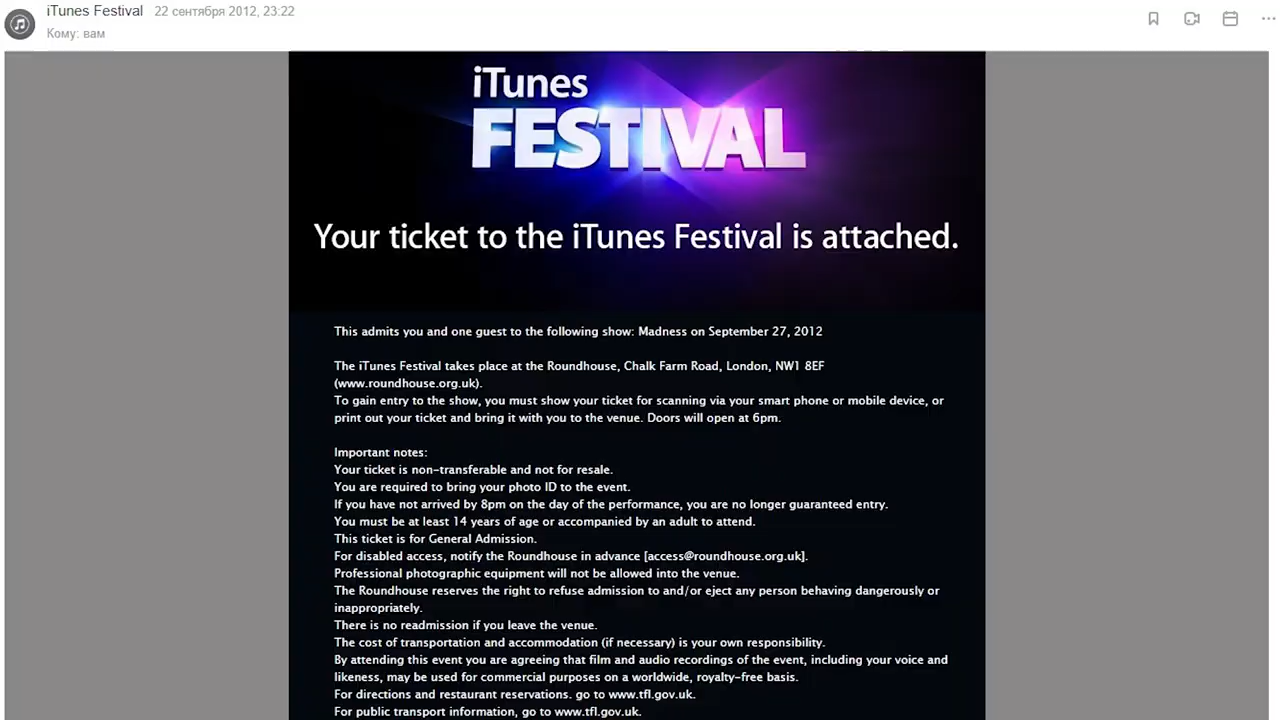 iTunes Festival 22 сентября 2012, 23:22
Кому: вам
iTunes
FESTIVAL
Your ticket to the iTunes Festival is attached.
This admits you and one guest to the following show: Madness on September 27, 2012
The iTunes Festival takes place at the Roundhouse, Chalk Farm Road, London, NW1 8EF
(www.roundhouse.org.uk).
To gain entry to the show, you must show your ticket for scanning via your smart phone or mobile device, or
print out your ticket and bring it with you to the venue. Doors will open at 6pm.
Important notes:
Your ticket is non-transferable and not for resale.
You are required to bring your photo ID to the event.
If you have not arrived by 8pm on the day of the performance, you are no longer guaranteed entry.
You must be at least 14 years of age or accompanied by an adult to attend.
This ticket is for General Admission.
For disabled access, notify the Roundhouse in advance [access@roundhouse.org.uk].
Professional photographic equipment will not be allowed into the venue.
The Roundhouse reserves the right to refuse admission to and/or eject any person behaving dangerously or
inappropriately.
There is no readmission if you leave the venue.
The cost of transportation and accommodation (if necessary) is your own responsibility.
By attending this event you are agreeing that film and audio recordings of the event, including your voice and
likeness, may be used for commercial purposes on a worldwide, royalty-free basis.
For directions and restaurant reservations. go to www.tfl.gov.uk.
For public transport information, go to www.tfl.gov.uk.